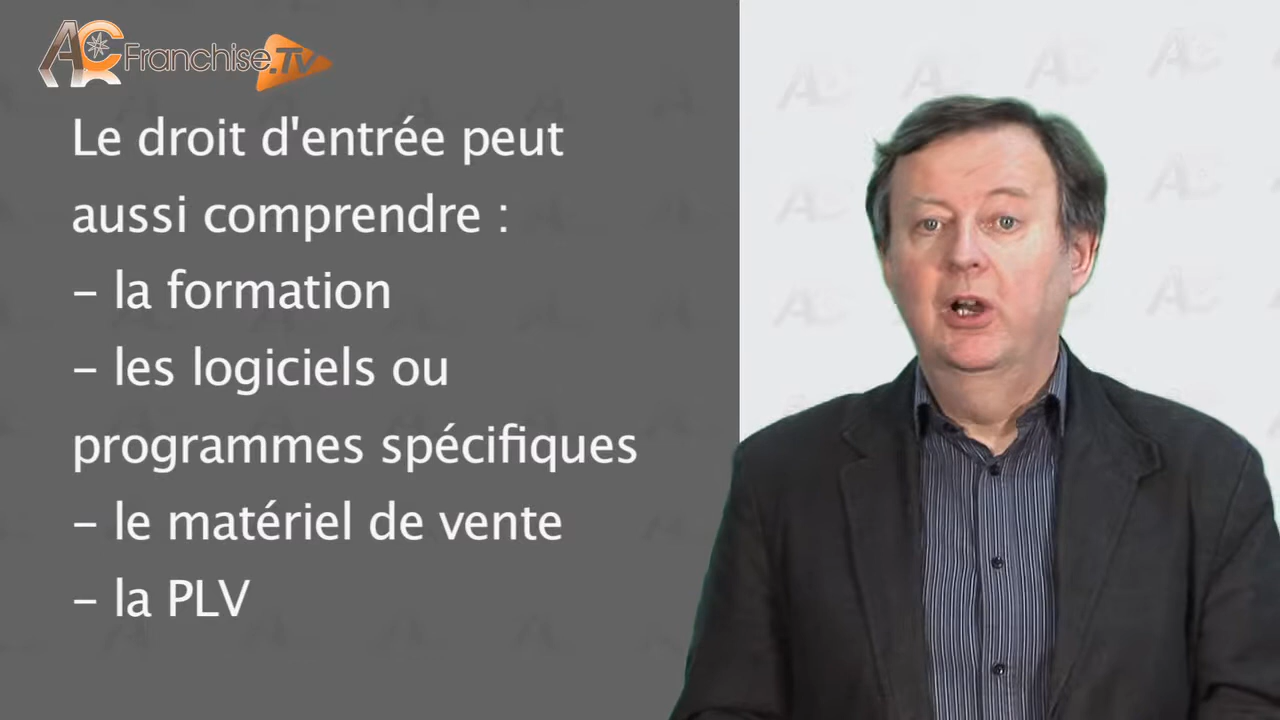 AC Franchise.Tv
Le droit d'entrée peut
aussi comprendre :
– la formation
– les logiciels ou
programmes spécifiques
– le matériel de vente
– la PLV